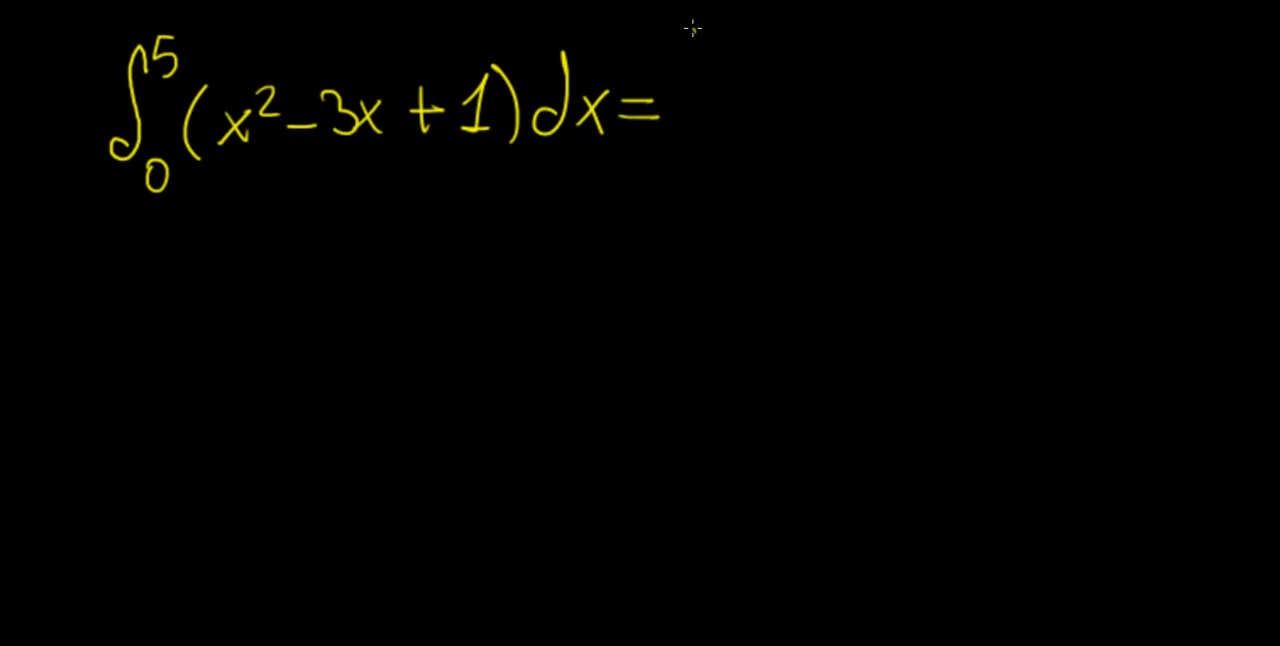 ∫₀⁵ (x² - 3x + 1) dx =